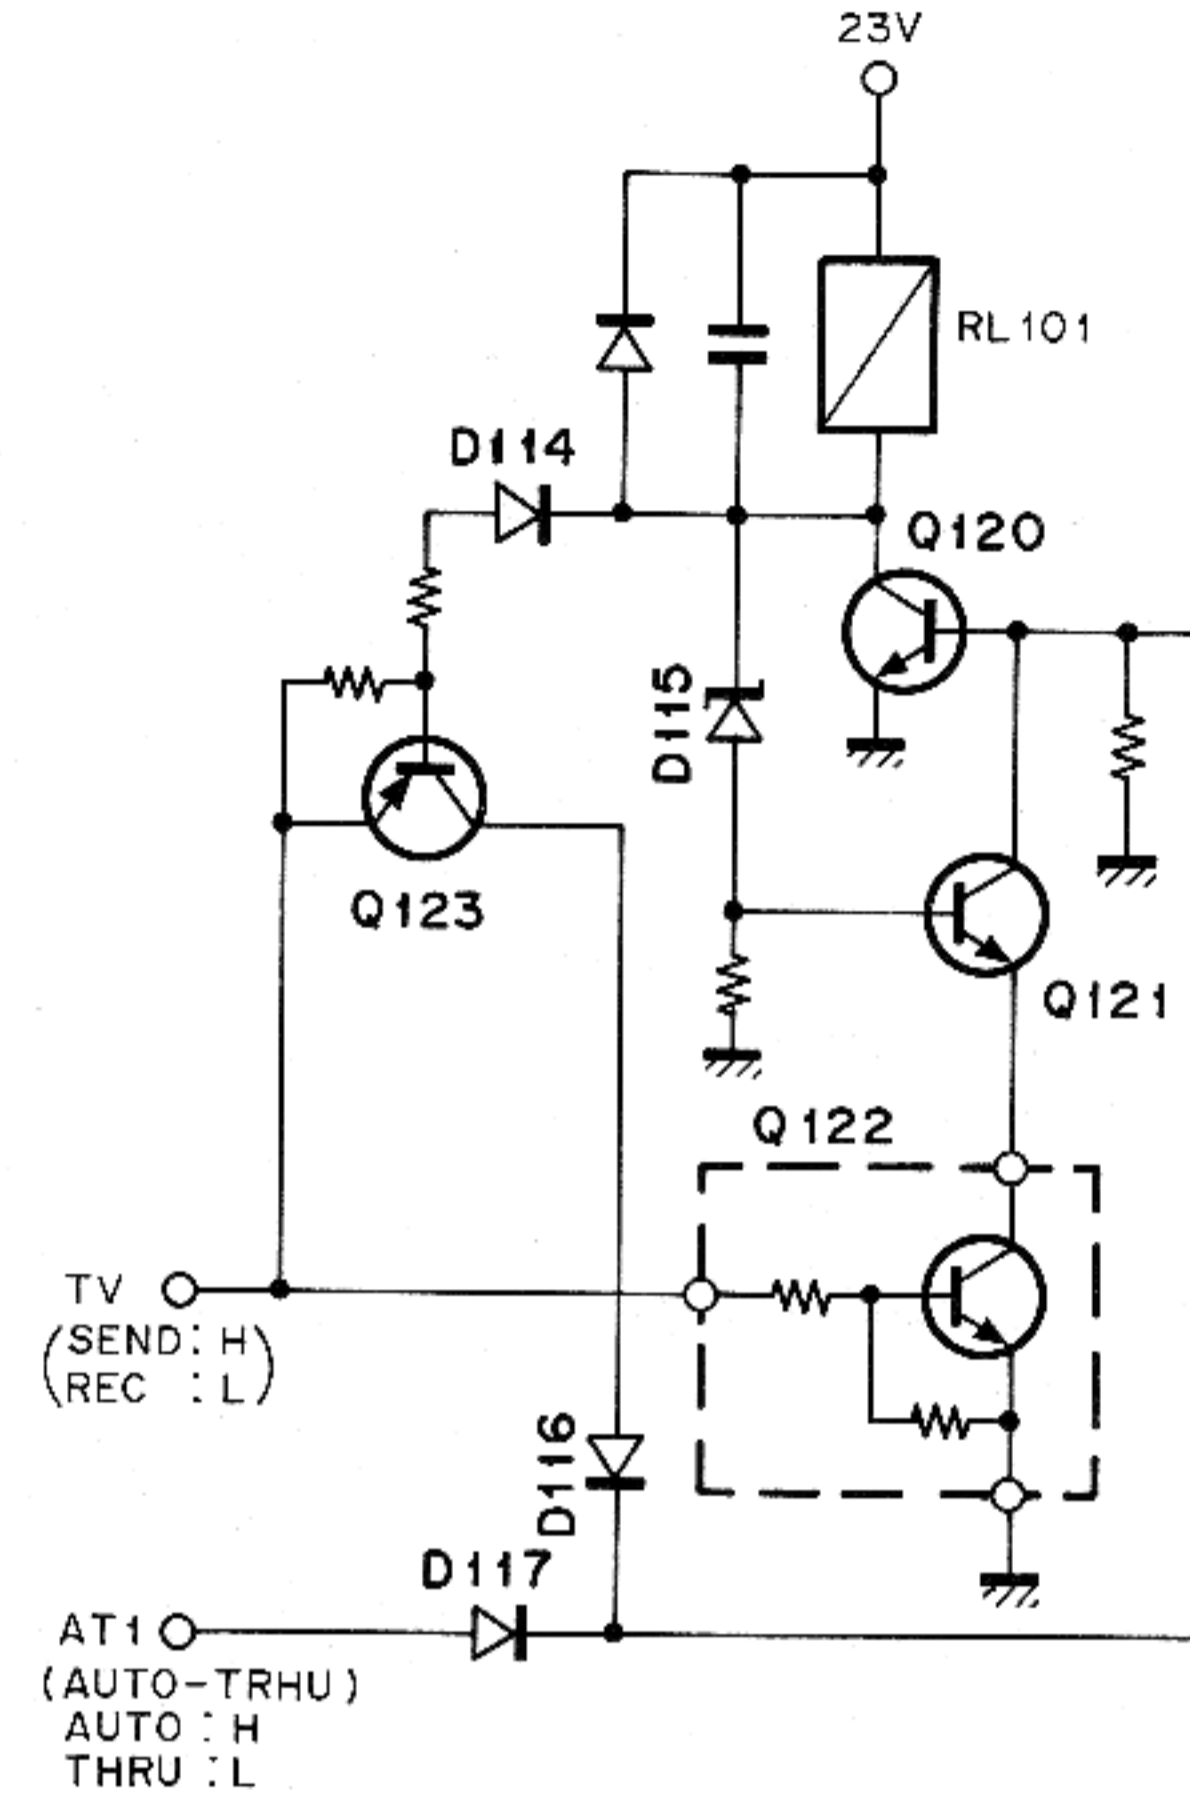 23V
RL101
D114
Q120
D115
Q123
Q121
Q122
TV
(SEND: H)
(REC : L)
D116
D117
AT1
(AUTO-TRHU)
AUTO: H
THRU: L